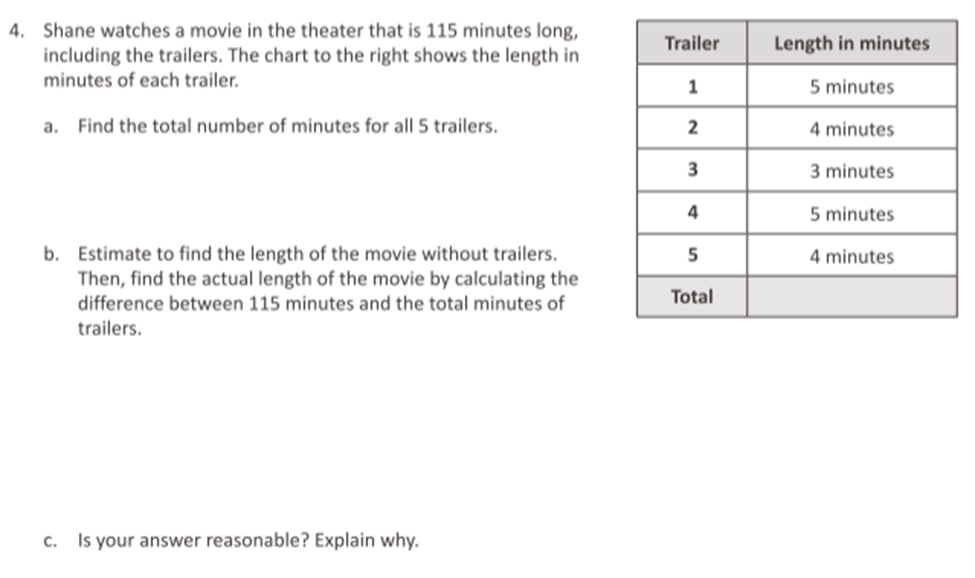 4. Shane watches a movie in the theater that is 115 minutes long,
including the trailers. The chart to the right shows the length in
minutes of each trailer.
a. Find the total number of minutes for all 5 trailers.
b. Estimate to find the length of the movie without trailers.
Then, find the actual length of the movie by calculating the
difference between 115 minutes and the total minutes of
trailers.
c. Is your answer reasonable? Explain why.
Trailer Length in minutes
1 5 minutes
2 4 minutes
3 3 minutes
4 5 minutes
5 4 minutes
Total